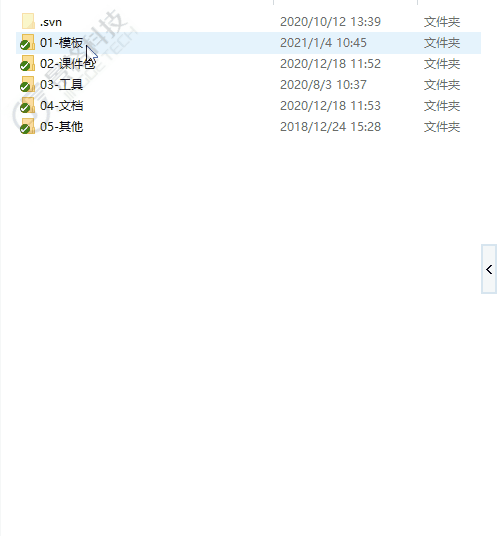 .svn 2020/10/12 13:39 文件夹
01-模板 2021/1/4 10:45 文件夹
02-课件包 2020/12/18 11:52 文件夹
03-工具 2020/8/3 10:37 文件夹
04-文档 2020/12/18 11:53 文件夹
05-其他 2018/12/24 15:28 文件夹